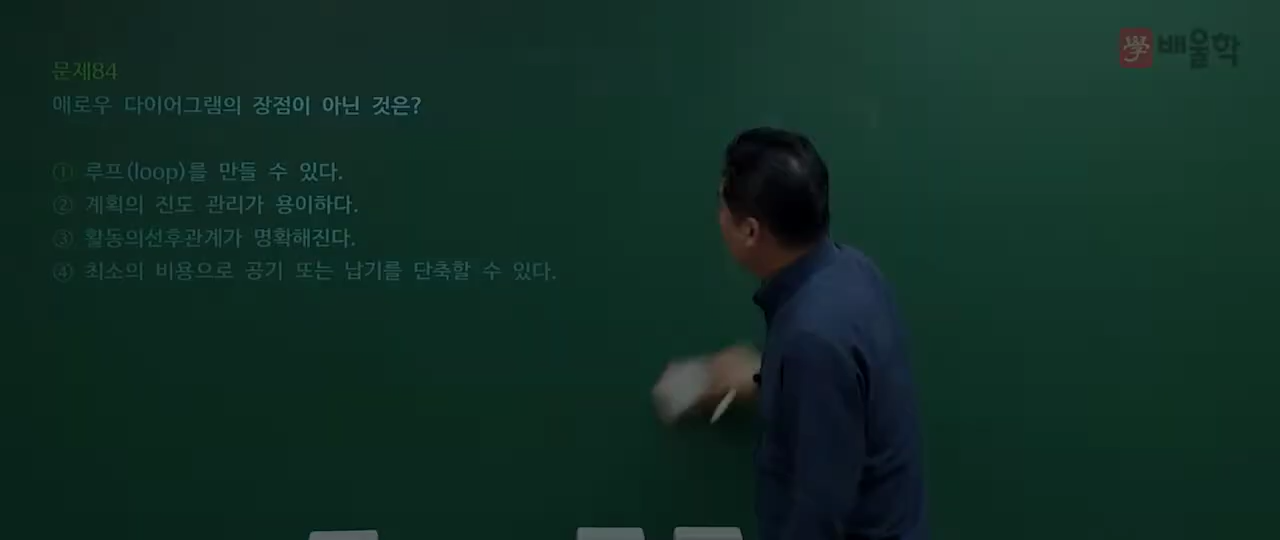 學 배울학
문제84
애로우 다이어그램의 장점이 아닌 것은?
① 루프(loop)를 만들 수 있다.
② 계획의 진도 관리가 용이하다.
③ 활동의선후관계가 명확해진다.
④ 최소의 비용으로 공기 또는 납기를 단축할 수 있다.